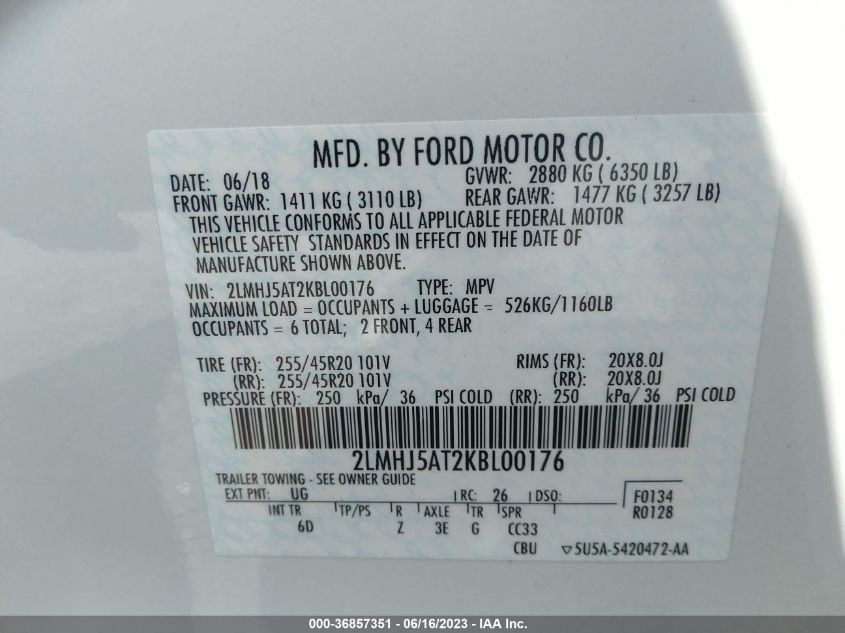 MFD. BY FORD MOTOR CO.
DATE: 06/18 GVWR: 2880 KG ( 6350 LB)
FRONT GAWR: 1411 KG ( 3110 LB) REAR GAWR: 1477 KG ( 3257 LB)
THIS VEHICLE CONFORMS TO ALL APPLICABLE FEDERAL MOTOR
VEHICLE SAFETY STANDARDS IN EFFECT ON THE DATE OF
MANUFACTURE SHOWN ABOVE.
VIN: 2LMHJ5AT2KBL00176 TYPE: MPV
MAXIMUM LOAD = OCCUPANTS + LUGGAGE = 526KG/1160LB
OCCUPANTS = 6 TOTAL; 2 FRONT, 4 REAR
TIRE (FR): 255/45R20 101V RIMS (FR): 20X8.0J
(RR): 255/45R20 101V (RR): 20X8.0J
PRESSURE (FR): 250 kPa/ 36 PSI COLD (RR): 250 kPa/ 36 PSI COLD
2LMHJ5AT2KBL00176
TRAILER TOWING - SEE OWNER GUIDE
EXT PNT: UG RC: 26 DSO: F0134
INT TR TP/PS R AXLE TR SPR R0128
6D Z 3E G CC33
CBU ▽5U5A-5420472-AA
000-36857351 - 06/16/2023 - IAA Inc.